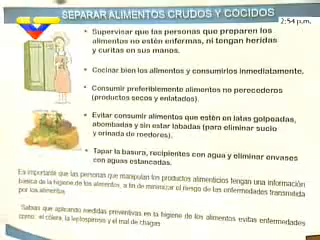 SEPARAR ALIMENTOS CRUDOS Y COCIDOS
2:54 p.m.
• Supervisar que las personas que preparen los
alimentos no estén enfermas, ni tengan heridas
y curitas en sus manos.
• Cocinar bien los alimentos y consumirlos inmediatamente.
• Consumir preferiblemente alimentos no perecederos
(productos secos y enlatados).
• Evitar consumir alimentos que estén en latas golpeadas,
abombadas y sin estar labadas (para eliminar sucio
y orinada de roedores).
• Tapar la basura, recipientes con agua y eliminar envases
con aguas estancadas.
Es importante que las personas que manipulan los productos alimenticios tengan una información
básica de la higiene de los alimentos, a fin de minimizar el riesgo de las enfermedades transmitida
por los alimentos
Sabías que aplicando medidas preventivas en la higiene de los alimentos evitas enfermedades
como: el cólera, la leptospirosis y el mal de chagas